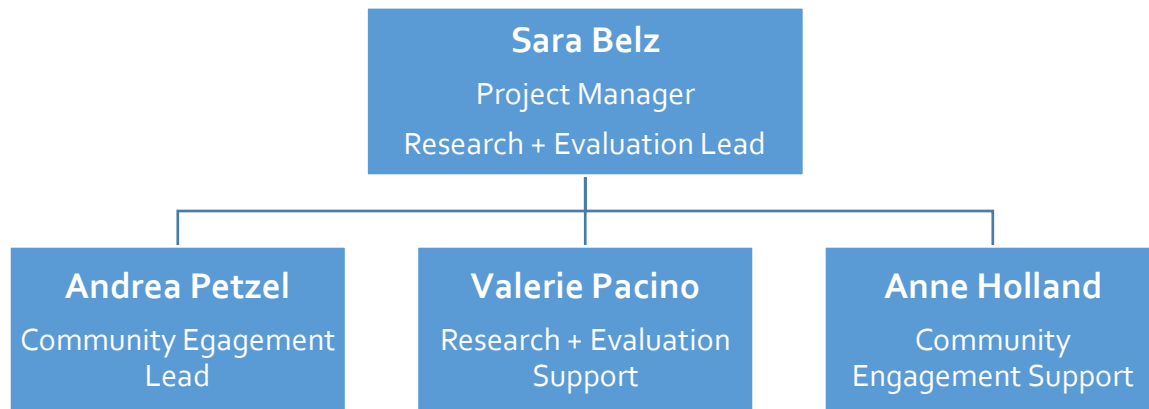 Sara Belz
Project Manager
Research + Evaluation Lead
Andrea Petzel
Community Egagement
Lead
Valerie Pacino
Research + Evaluation
Support
Anne Holland
Community
Engagement Support